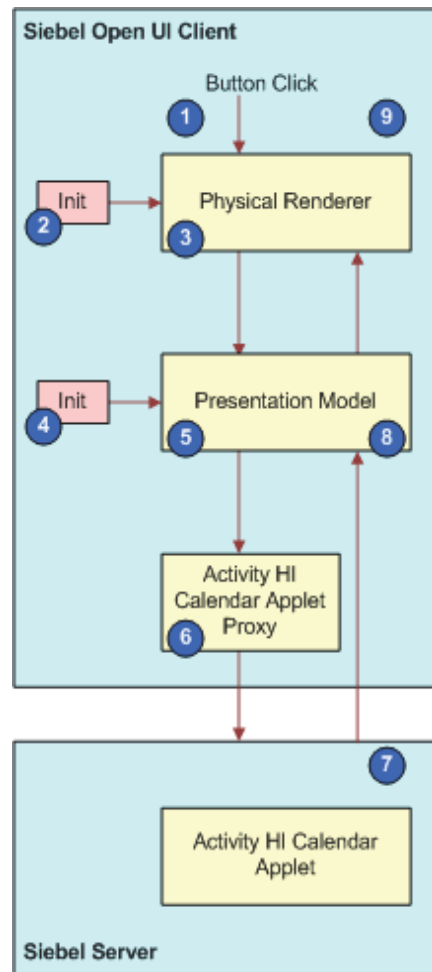 Siebel Open UI Client
Button Click
1
9
Physical Renderer
Init
2
3
Presentation Model
Init
4
5
8
Activity HI
Calendar Applet
Proxy
6
7
Activity HI Calendar
Applet
Siebel Server